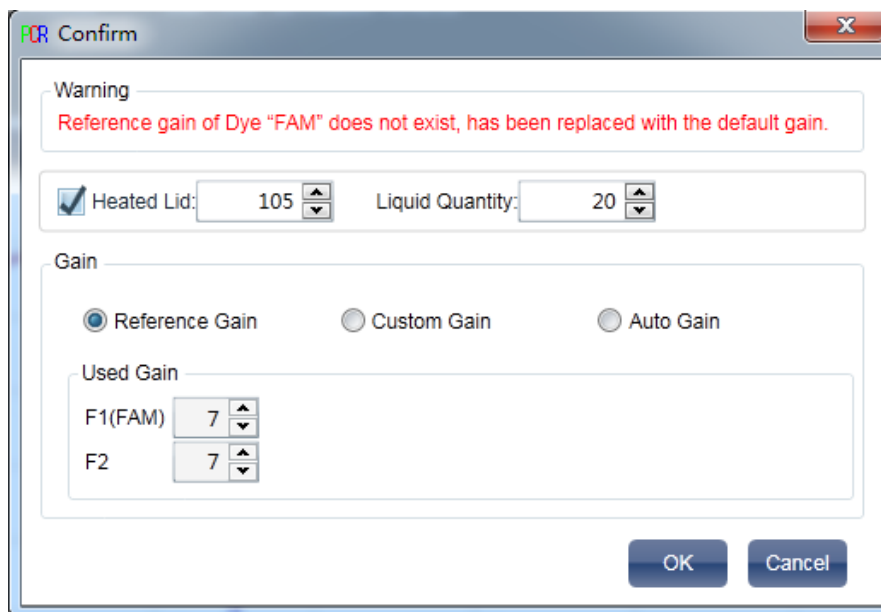 PCR Confirm
Warning
Reference gain of Dye “FAM” does not exist, has been replaced with the default gain.
Heated Lid: 105 Liquid Quantity: 20
Gain
Reference Gain Custom Gain Auto Gain
Used Gain
F1(FAM) 7
F2 7
OK Cancel